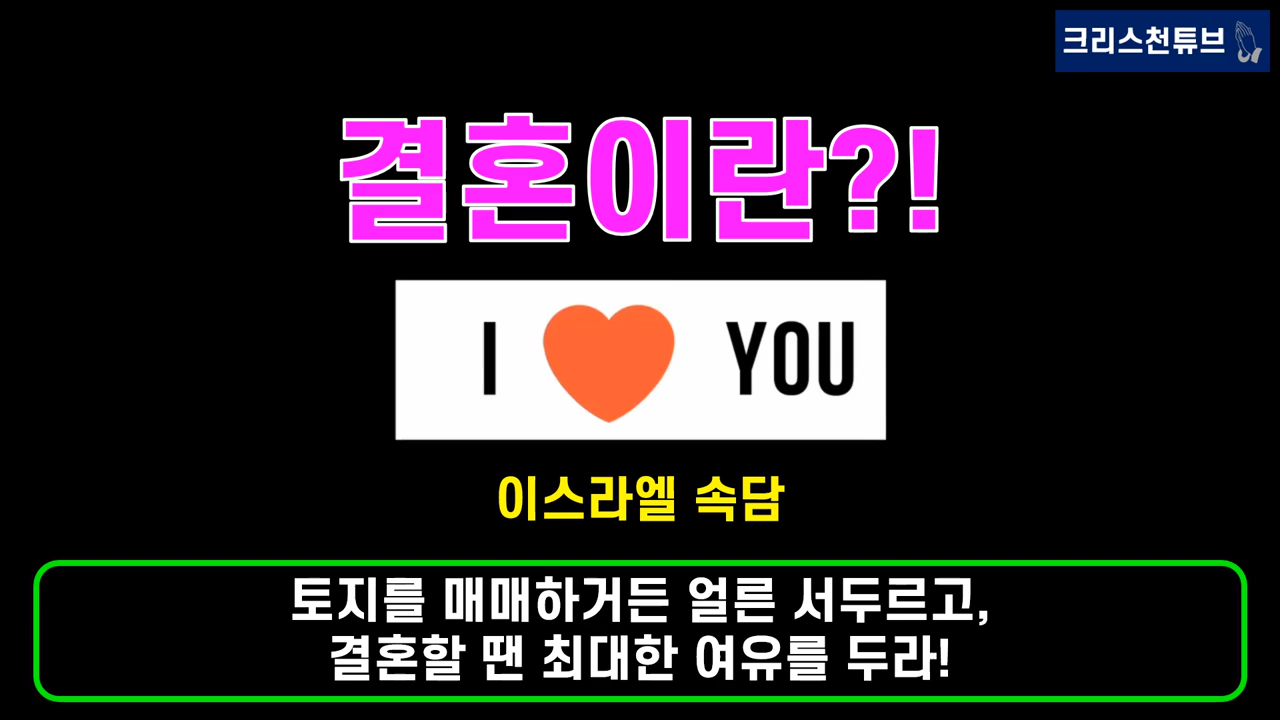 크리스천튜브
결혼이란?!
I YOU
이스라엘 속담
토지를 매매하거든 얼른 서두르고,
결혼할 땐 최대한 여유를 두라!